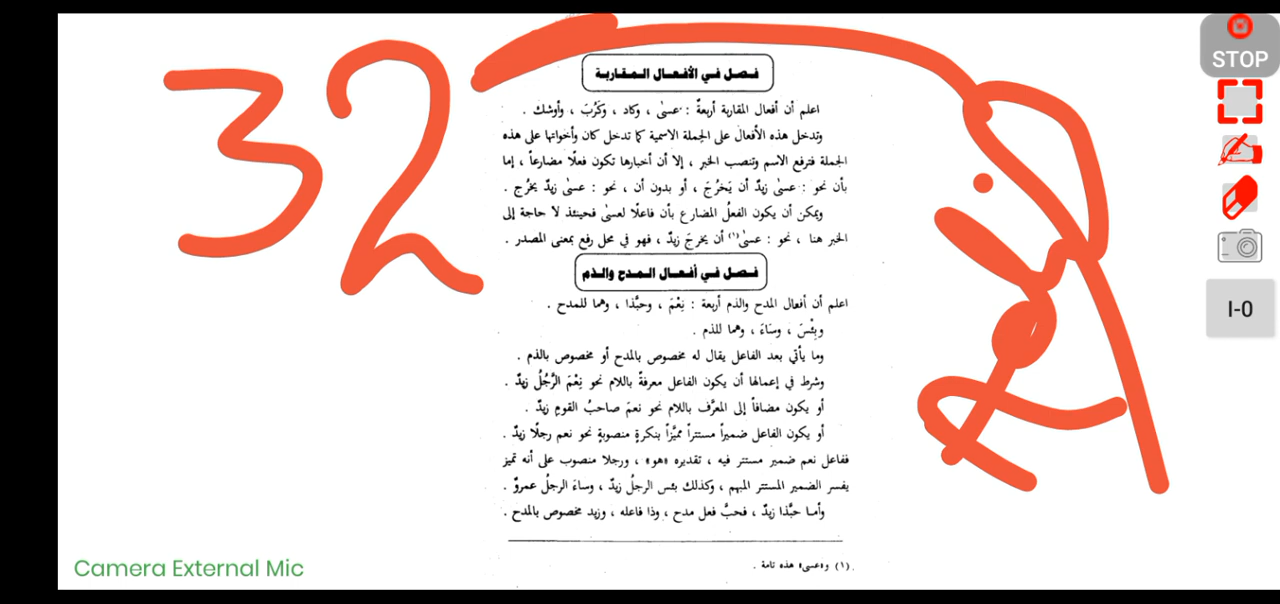 32
STOP
فصل في الأفعال المقاربة
اعلم أن أفعال المقاربة أربعةٌ : عسىٰ ، وكاد ، وكَرُبَ ، وأوشك .
وتدخل هذه الأفعال على الجملة الاسمية كما تدخل كان وأخواتها على هذه
الجملة فترفع الاسم وتنصب الخبر ، إلا أن أخبارها تكون فعلًا مضارعاً ، إما
بأن نحو : عسىٰ زيدٌ أن يَخرُجَ ، أو بدون أن ، نحو : عسىٰ زيدٌ يخرُج .
ويمكن أن يكون الفعلُ المضارع بأن فاعلًا لعسىٰ فحينئذ لا حاجة إلى
الخبر هنا ، نحو : عسىٰ(١) أن يخرجَ زيدٌ ، فهو في محل رفع بمعنى المصدر .
فصل في أفعال المدح والذم
اعلم أن أفعال المدح والذم أربعة : نِعْمَ ، وحبَّذا ، وهما للمدح .
وبِئْسَ ، وسَاءَ ، وهما للذم .
وما يأتي بعد الفاعل يقال له مخصوص بالمدح أو مخصوص بالذم .
وشرط في إعمالها أن يكون الفاعل معرفةً باللام نحو نِعْمَ الرَّجُلُ زيدٌ .
أو يكون مضافاً إلى المعرَّف باللام نحو نعمَ صاحبُ القومِ زيدٌ .
أو يكون الفاعل ضميراً مستتراً مميَّزاً بنكرةٍ منصوبةٍ نحو نعم رجلًا زيدٌ .
ففاعل نعم ضمير مستتر فيه ، تقديره «هو» ، ورجلا منصوب على أنه تميز
يفسر الضمير المستتر المبهم ، وكذلك بئس الرجلُ زيدٌ ، وساءَ الرجلُ عمروٌ .
وأما حبَّذا زيدٌ ، فحبَّ فعل مدح ، وذا فاعله ، وزيد مخصوص بالمدح .
(١) و«عسى» هذه تامة .
I-0
Camera External Mic